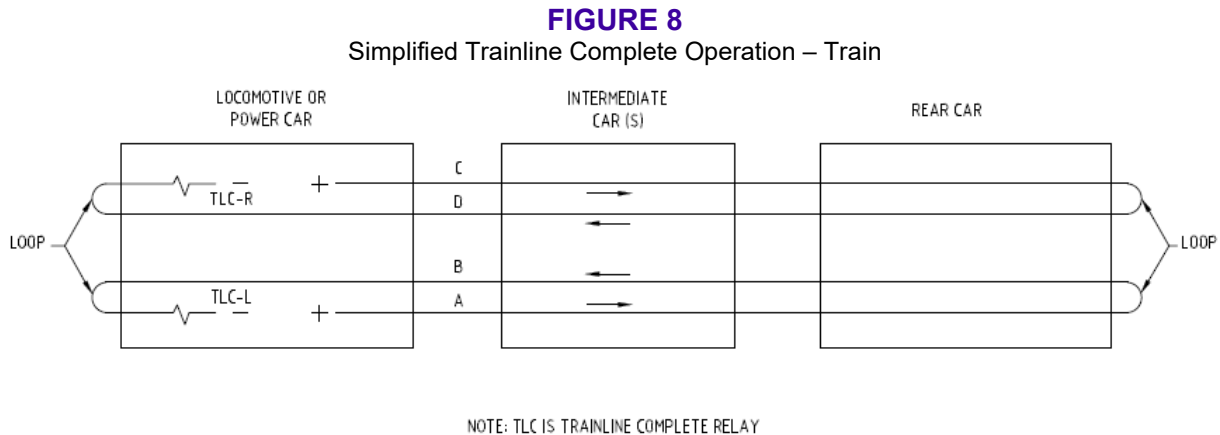 FIGURE 8
Simplified Trainline Complete Operation – Train
LOCOMOTIVE OR
POWER CAR
INTERMEDIATE
CAR (S)
REAR CAR
C
TLC-R
D
LOOP
LOOP
B
TLC-L
A
NOTE: TLC IS TRAINLINE COMPLETE RELAY